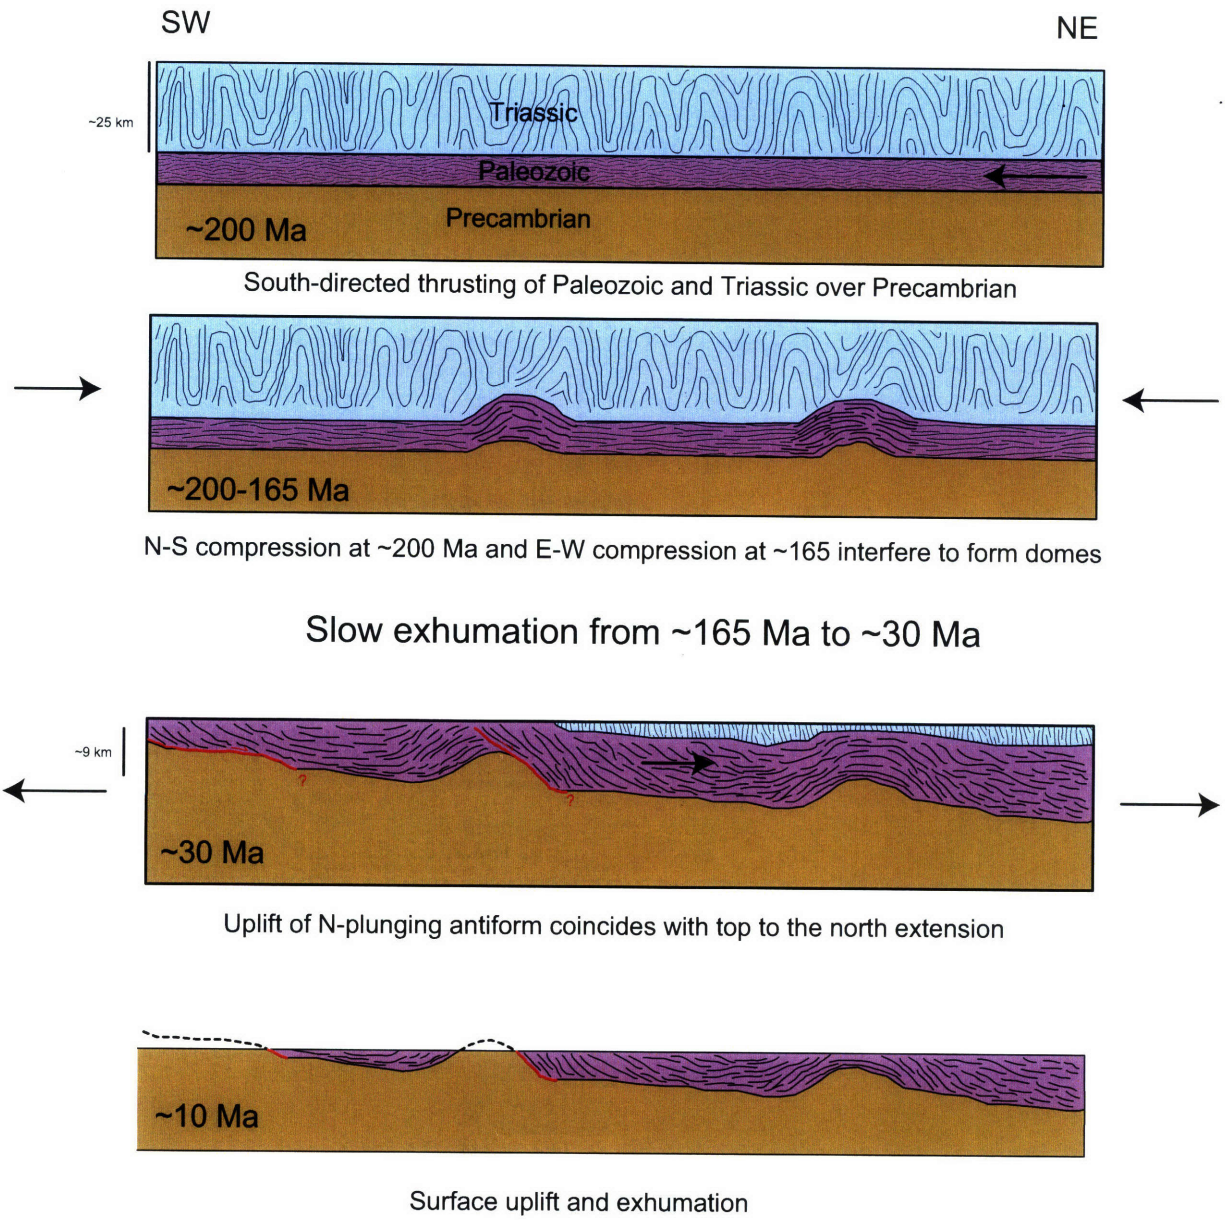 SW
NE
~25 km
Triassic
Paleozoic
Precambrian
~200 Ma
South-directed thrusting of Paleozoic and Triassic over Precambrian
~200-165 Ma
N-S compression at ~200 Ma and E-W compression at ~165 interfere to form domes
Slow exhumation from ~165 Ma to ~30 Ma
~9 km
?
?
~30 Ma
Uplift of N-plunging antiform coincides with top to the north extension
~10 Ma
Surface uplift and exhumation